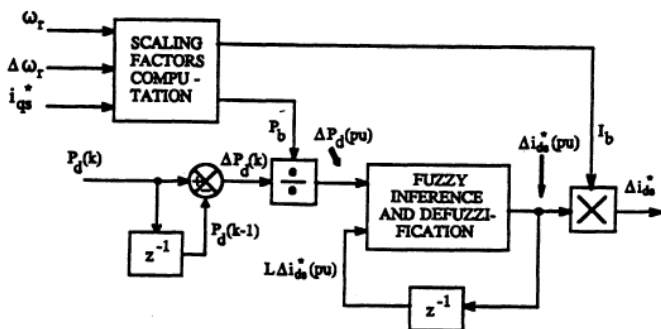 ω_r
Δω_r
i_qs*
SCALING
FACTORS
COMPU -
TATION
P_b
ΔP_d(pu)
Δi_ds*(pu)
I_b
P_d(k)
ΔP_d(k)
÷
FUZZY
INFERENCE
AND DEFUZZI-
FICATION
×
Δi_ds*
z^-1
P_d(k-1)
LΔi_ds*(pu)
z^-1